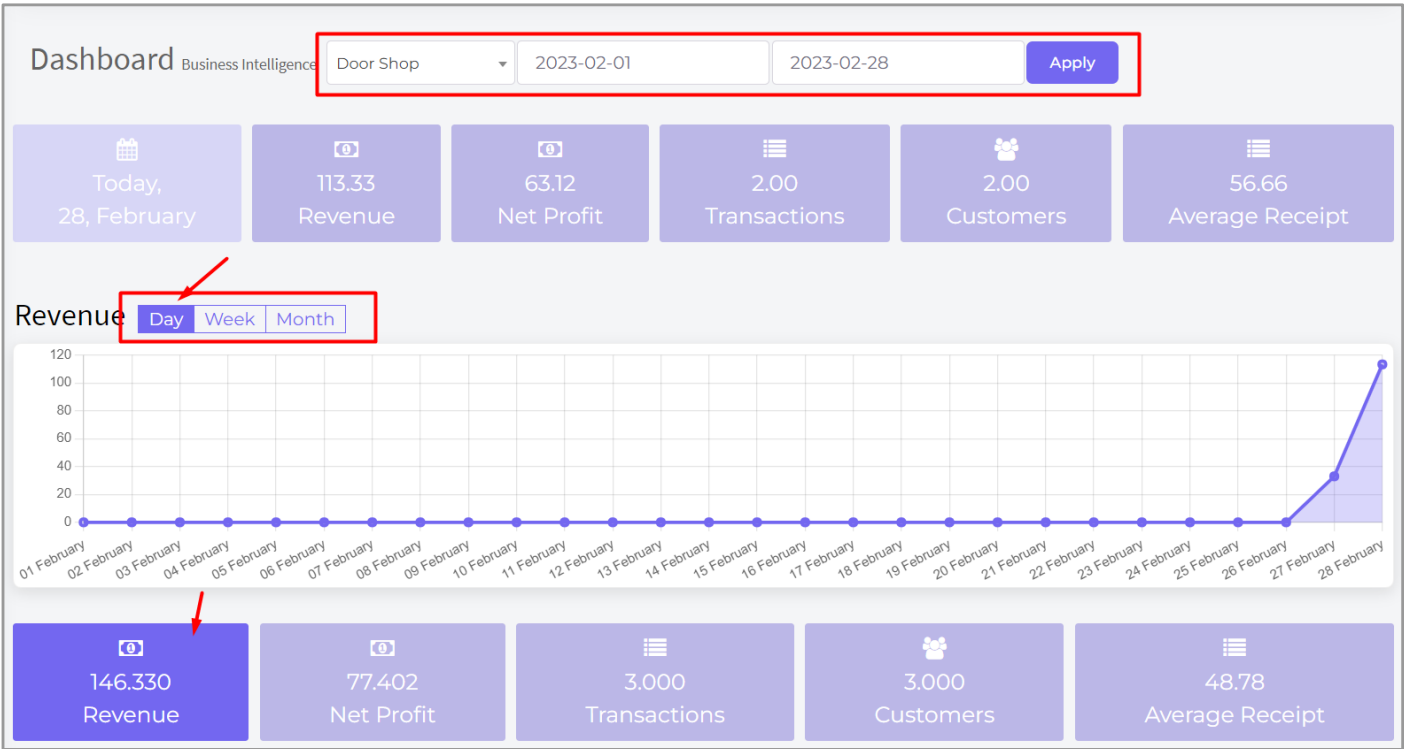 Dashboard Business Intelligence Door Shop 2023-02-01 2023-02-28 Apply
Today,
28, February
113.33
Revenue
63.12
Net Profit
2.00
Transactions
2.00
Customers
56.66
Average Receipt
Revenue Day Week Month
120
100
80
60
40
20
0
01 February
02 February
03 February
04 February
05 February
06 February
07 February
08 February
09 February
10 February
11 February
12 February
13 February
14 February
15 February
16 February
17 February
18 February
19 February
20 February
21 February
22 February
23 February
24 February
25 February
26 February
27 February
28 February
146.330
Revenue
77.402
Net Profit
3.000
Transactions
3.000
Customers
48.78
Average Receipt